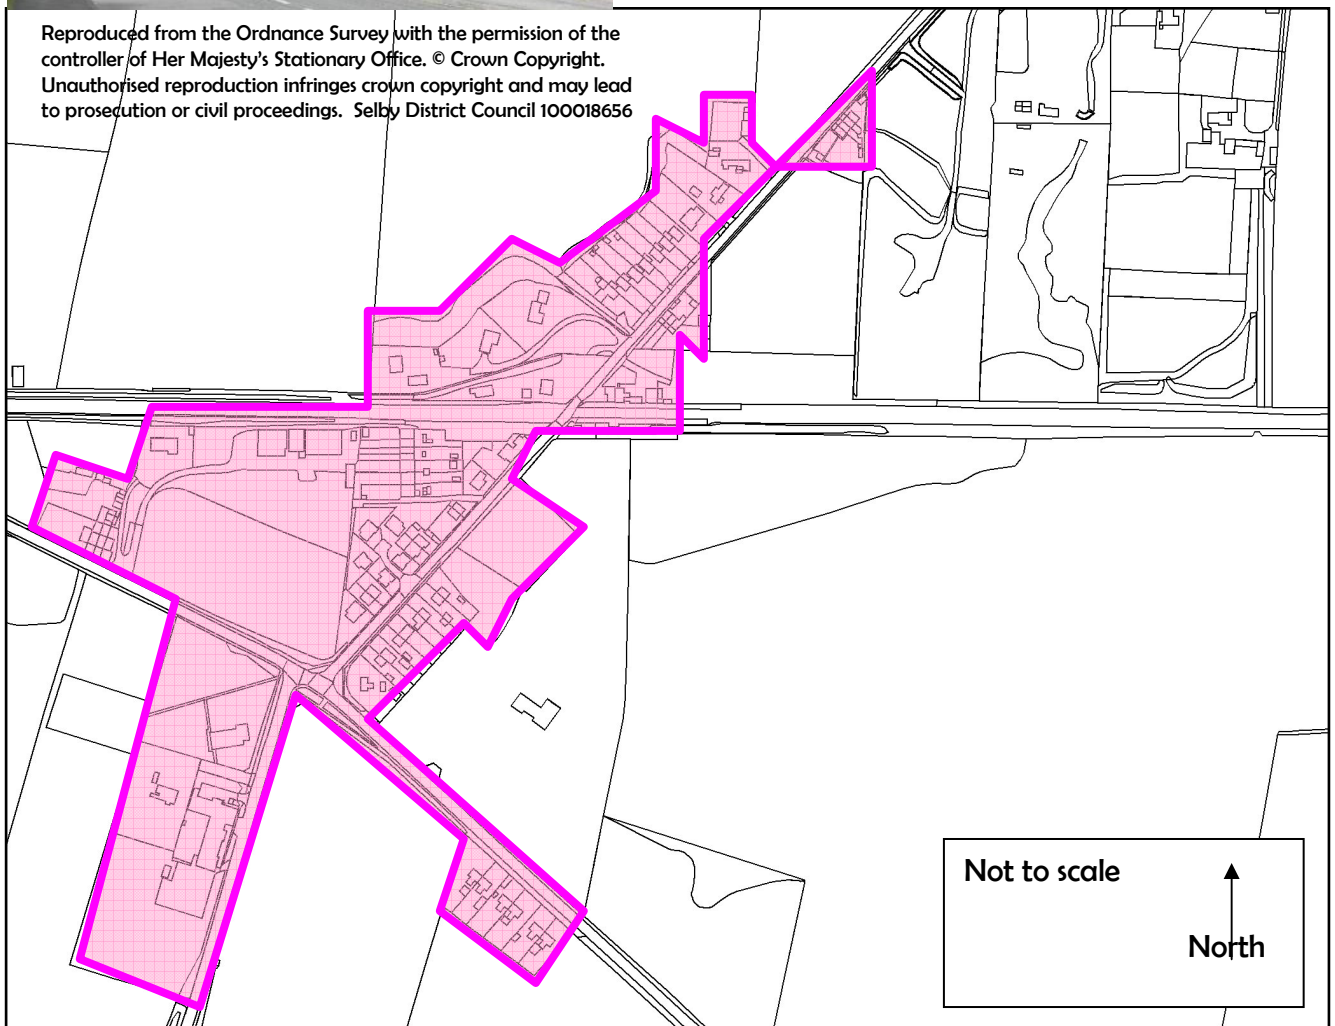 Reproduced from the Ordnance Survey with the permission of the
controller of Her Majesty's Stationary Office. © Crown Copyright.
Unauthorised reproduction infringes crown copyright and may lead
to prosecution or civil proceedings.  Selby District Council 100018656
Not to scale
North